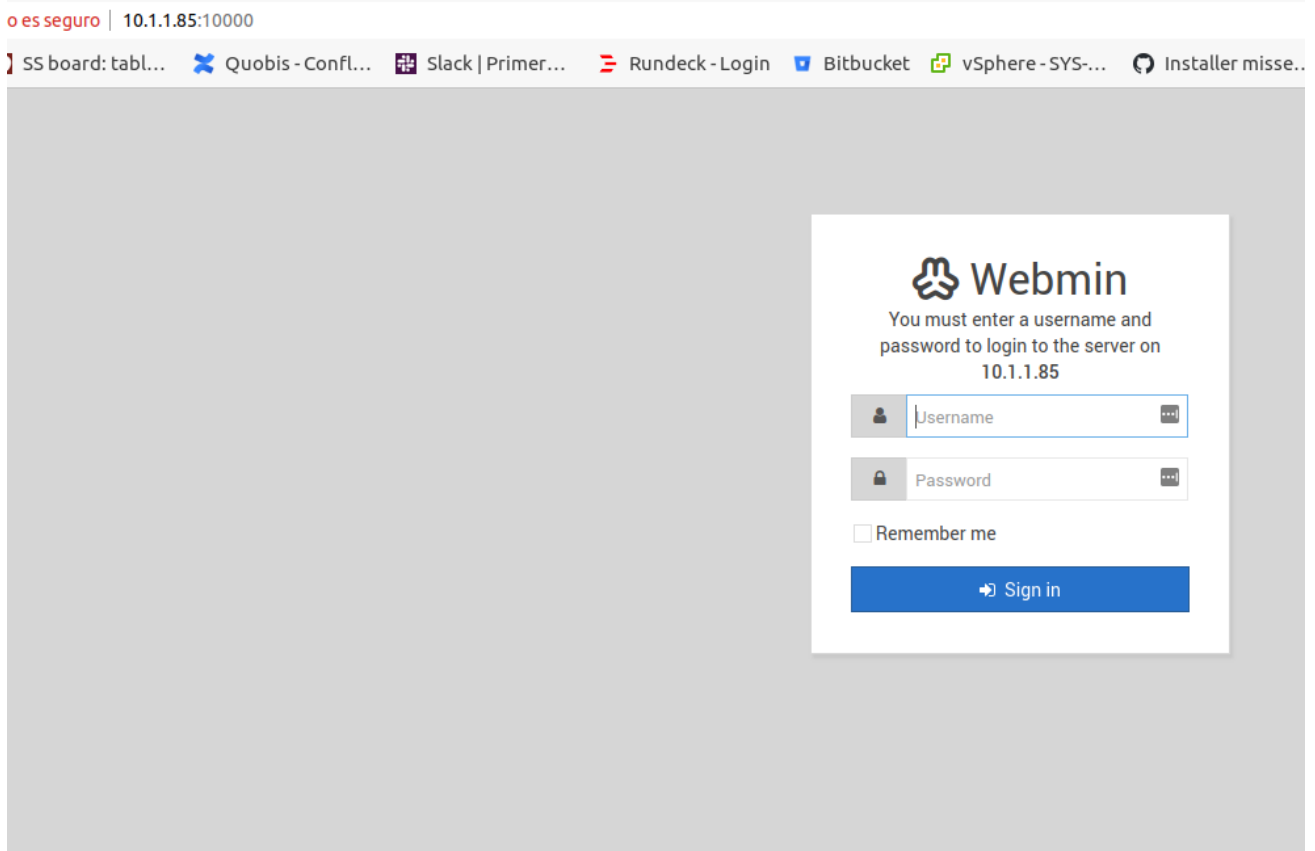 o es seguro 10.1.1.85:10000
SS board: tabl... Quobis - Confl... Slack | Primer... Rundeck - Login Bitbucket vSphere - SYS-... Installer misse...
Webmin
You must enter a username and
password to login to the server on
10.1.1.85
Username
Password
Remember me
Sign in